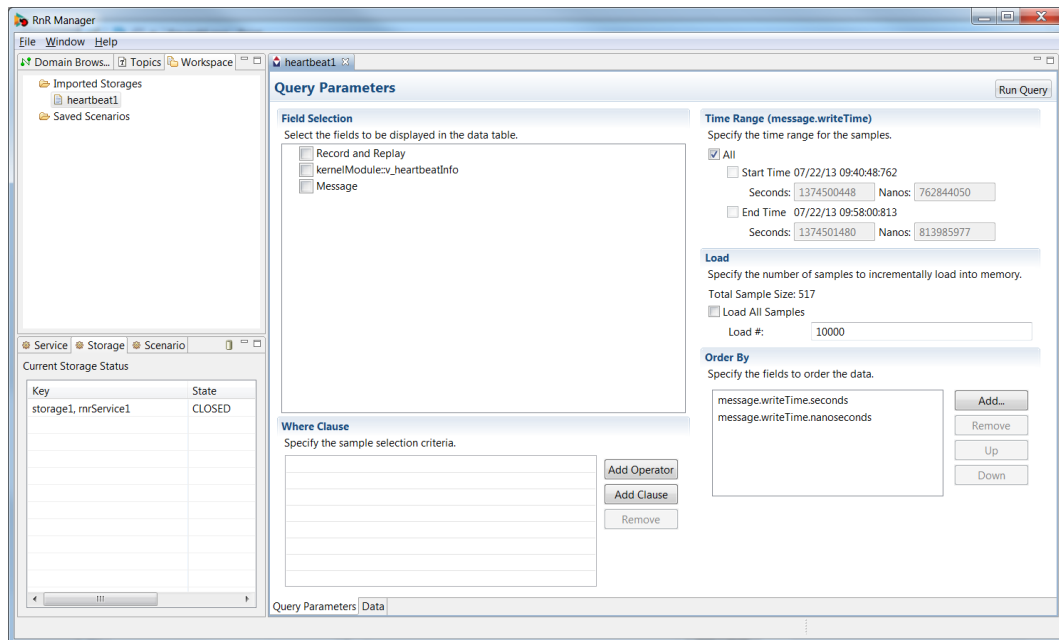 RnR Manager
File Window Help
Domain Brows... Topics Workspace
Imported Storages
heartbeat1
Saved Scenarios
Service Storage Scenario
Current Storage Status
Key State
storage1, rnrService1 CLOSED
heartbeat1
Query Parameters
Run Query
Field Selection
Select the fields to be displayed in the data table.
Record and Replay
kernelModule::v_heartbeatInfo
Message
Where Clause
Specify the sample selection criteria.
Add Operator
Add Clause
Remove
Time Range (message.writeTime)
Specify the time range for the samples.
All
Start Time 07/22/13 09:40:48:762
Seconds: 1374500448 Nanos: 762844050
End Time 07/22/13 09:58:00:813
Seconds: 1374501480 Nanos: 813985977
Load
Specify the number of samples to incrementally load into memory.
Total Sample Size: 517
Load All Samples
Load #: 10000
Order By
Specify the fields to order the data.
message.writeTime.seconds
message.writeTime.nanoseconds
Add...
Remove
Up
Down
Query Parameters Data